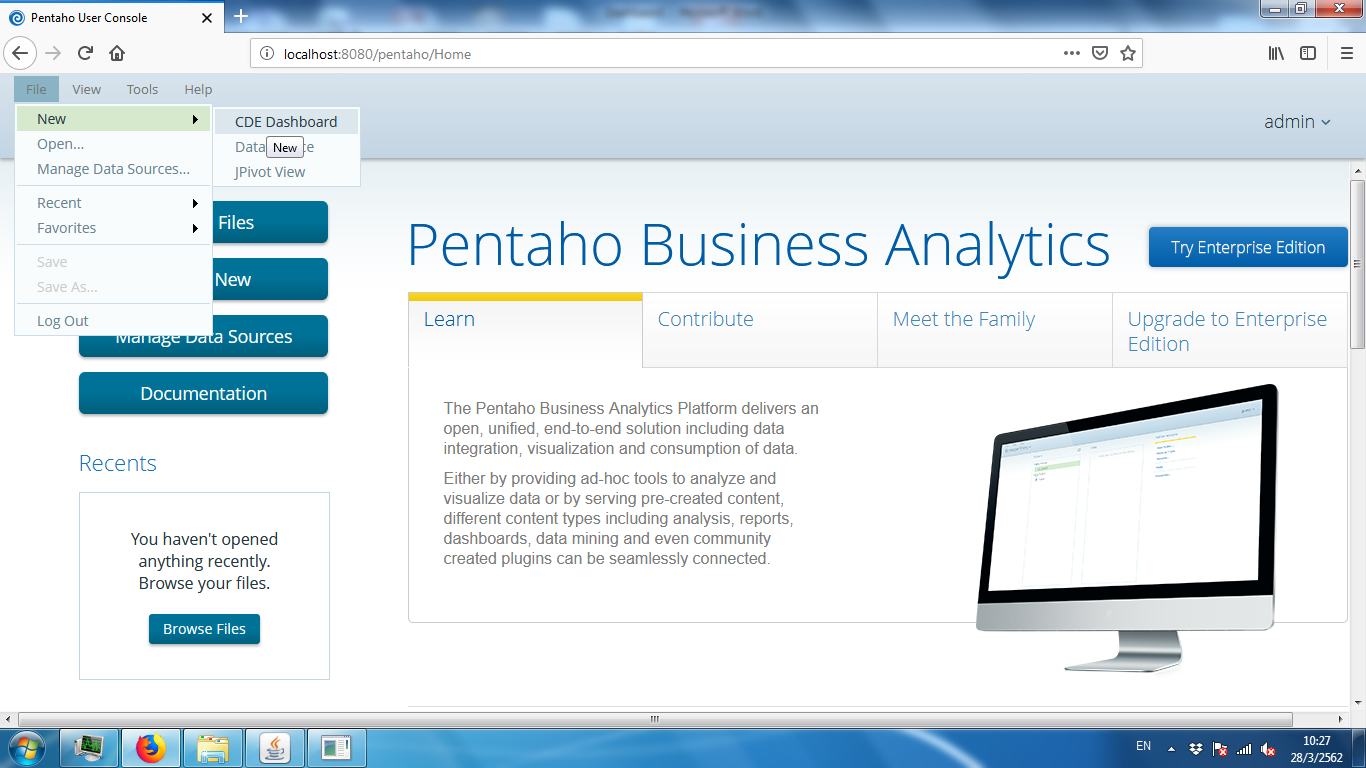 Pentaho User Console
localhost:8080/pentaho/Home
File View Tools Help
admin
New
Open...
Manage Data Sources...
Recent
Favorites
Save
Save As...
Log Out
CDE Dashboard
New
JPivot View
Files
New
Manage Data Sources
Documentation
Recents
You haven't opened
anything recently.
Browse your files.
Browse Files
Pentaho Business Analytics
Try Enterprise Edition
Learn
Contribute
Meet the Family
Upgrade to Enterprise
Edition
The Pentaho Business Analytics Platform delivers an
open, unified, end-to-end solution including data
integration, visualization and consumption of data.
Either by providing ad-hoc tools to analyze and
visualize data or by serving pre-created content,
different content types including analysis, reports,
dashboards, data mining and even community
created plugins can be seamlessly connected.
EN
10:27
28/3/2562